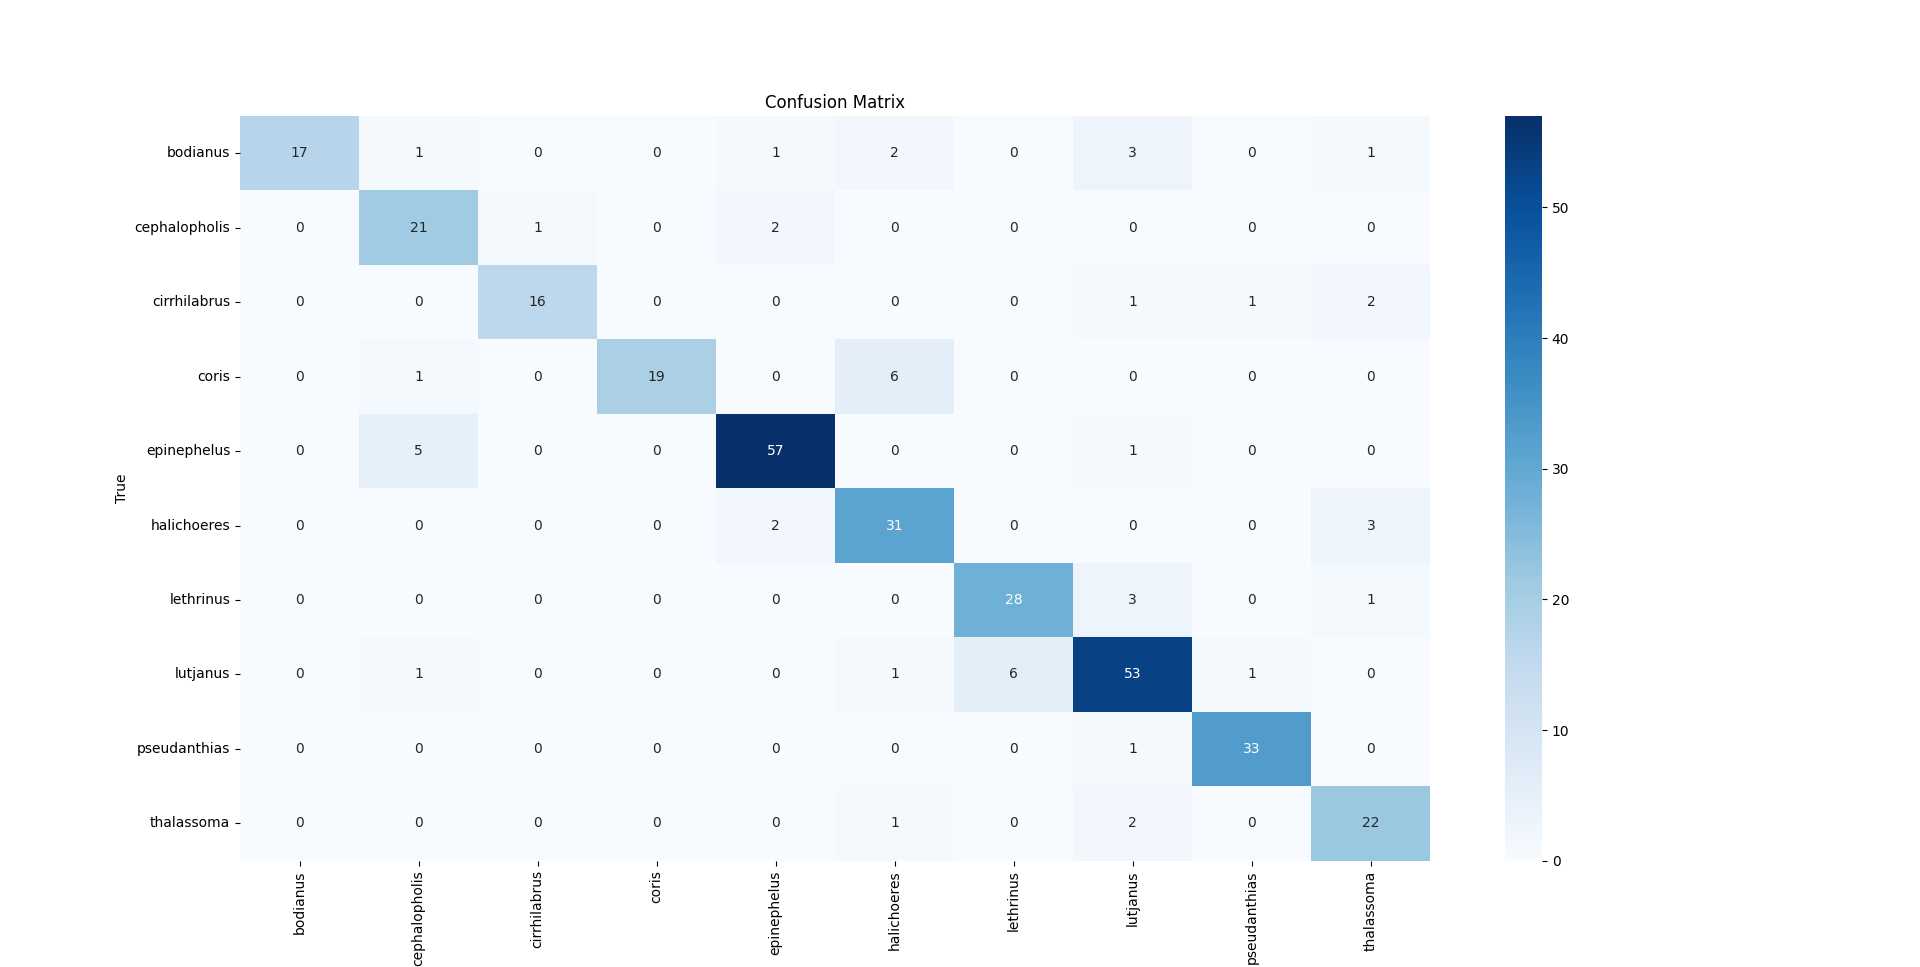 Confusion Matrix
bodianus 17 1 0 0 1 2 0 3 0 1
cephalopholis 0 21 1 0 2 0 0 0 0 0
cirrhilabrus 0 0 16 0 0 0 0 1 1 2
coris 0 1 0 19 0 6 0 0 0 0
epinephelus 0 5 0 0 57 0 0 1 0 0
True
halichoeres 0 0 0 0 2 31 0 0 0 3
lethrinus 0 0 0 0 0 0 28 3 0 1
lutjanus 0 1 0 0 0 1 6 53 1 0
pseudanthias 0 0 0 0 0 0 0 1 33 0
thalassoma 0 0 0 0 0 1 0 2 0 22
bodianus cephalopholis cirrhilabrus coris epinephelus halichoeres lethrinus lutjanus pseudanthias thalassoma
50
40
30
20
10
0